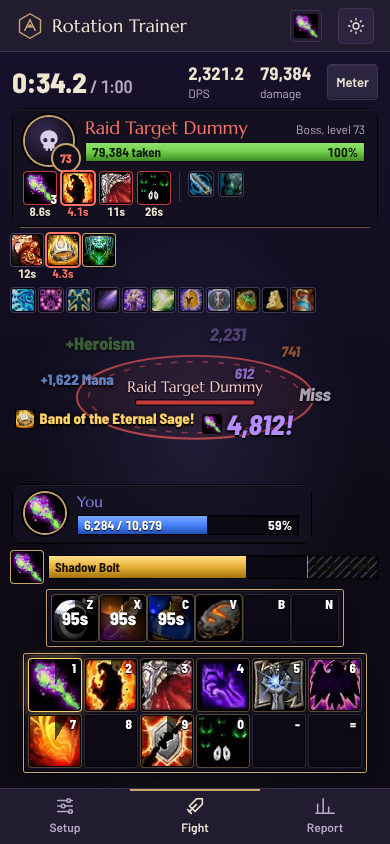 Rotation Trainer
0:34.2 / 1:00
2,321.2
DPS
79,384
damage
Meter
Raid Target Dummy
Boss, level 73
73
79,384 taken
100%
3
8.6s
4.1s
11s
26s
12s
4.3s
+Heroism
2,231
741
612
+1,622 Mana
Raid Target Dummy
Miss
Band of the Eternal Sage!
4,812!
You
6,284 / 10,679
59%
Shadow Bolt
Z
95s
X
95s
C
95s
V
B
N
1
2
3
4
5
6
7
8
9
0
-
=
Setup
Fight
Report